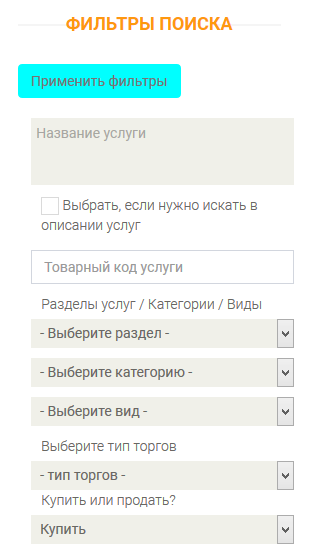 ФИЛЬТРЫ ПОИСКА
Применить фильтры
Название услуги
Выбрать, если нужно искать в
описании услуг
Товарный код услуги
Разделы услуг / Категории / Виды
- Выберите раздел -
- Выберите категорию -
- Выберите вид -
Выберите тип торгов
- тип торгов -
Купить или продать?
Купить